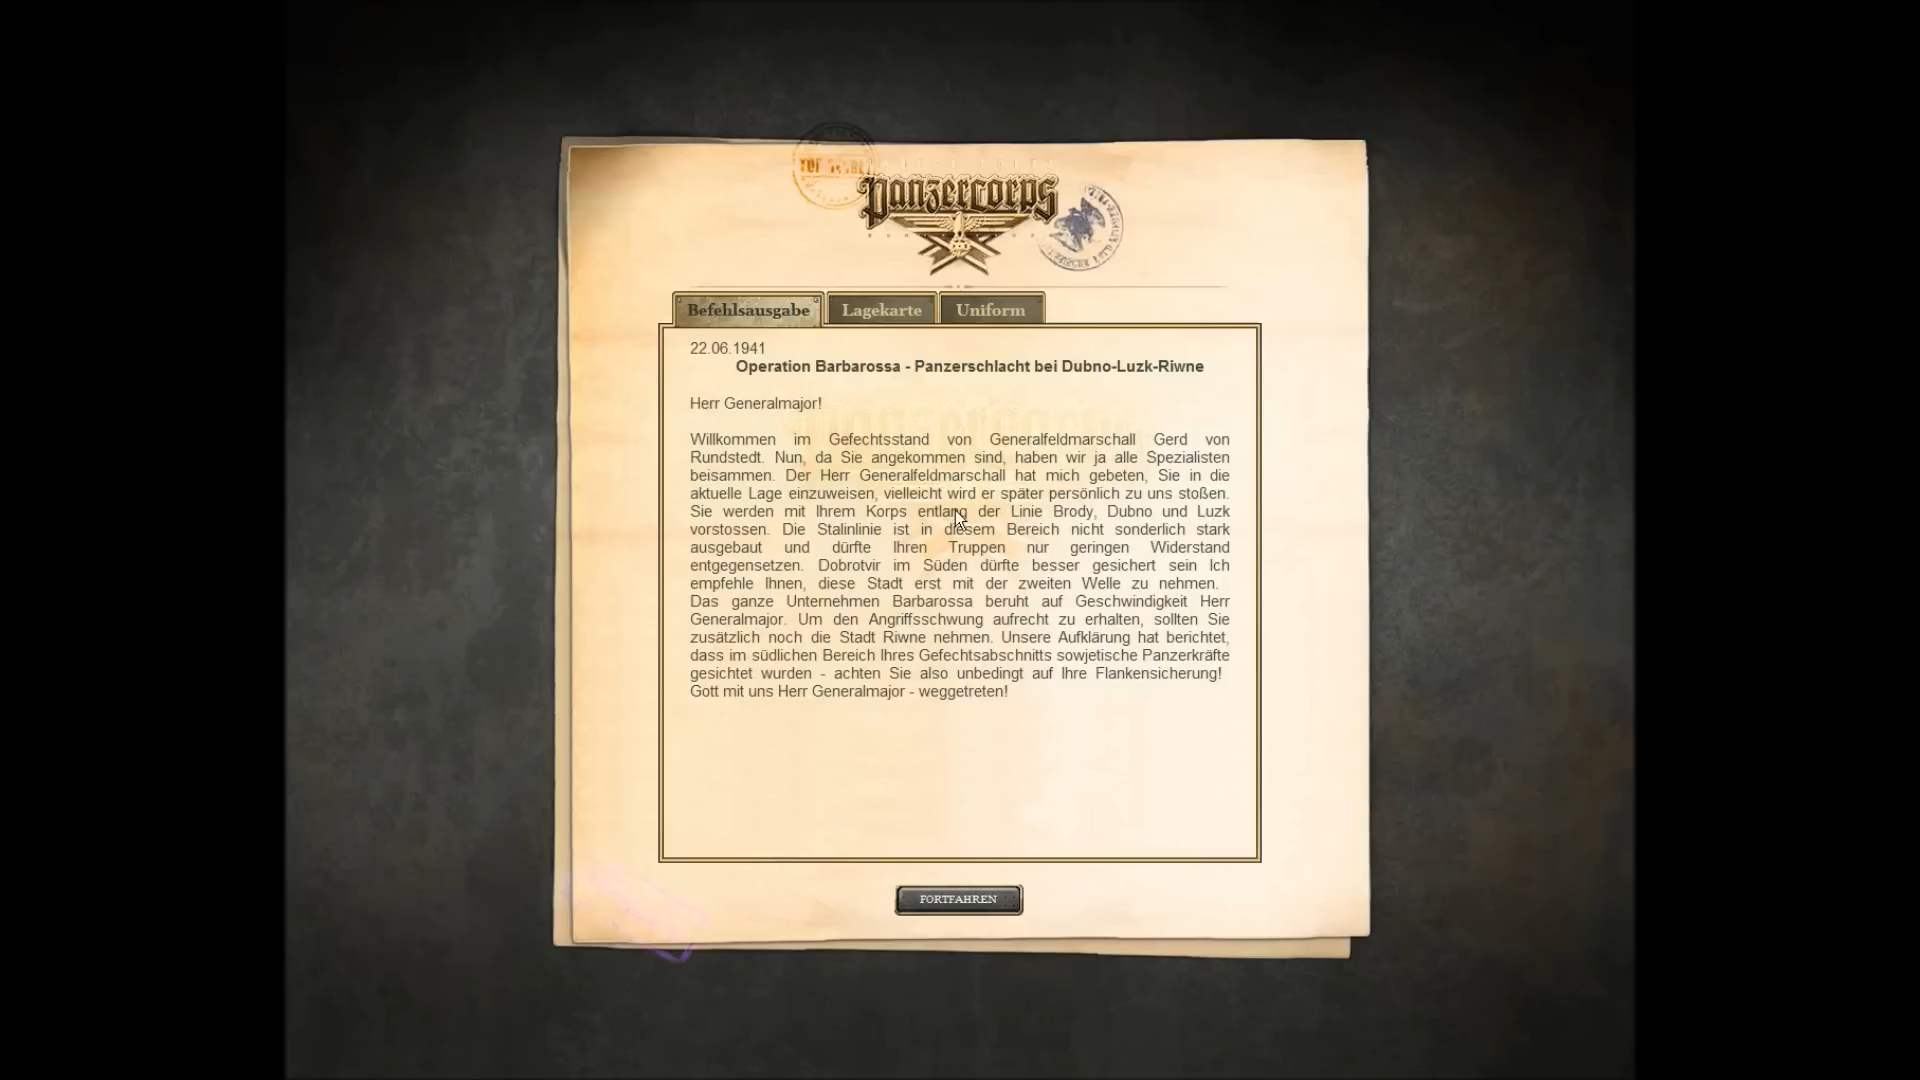 TOP
Panzercorps
Befehlsausgabe
Lagekarte
Uniform
22.06.1941
Operation Barbarossa - Panzerschlacht bei Dubno-Luzk-Riwne
Herr Generalmajor!
Willkommen im Gefechtsstand von Generalfeldmarschall Gerd von
Rundstedt. Nun, da Sie angekommen sind, haben wir ja alle Spezialisten
beisammen. Der Herr Generalfeldmarschall hat mich gebeten, Sie in die
aktuelle Lage einzuweisen, vielleicht wird er später persönlich zu uns stoßen.
Sie werden mit Ihrem Korps entlang der Linie Brody, Dubno und Luzk
vorstossen. Die Stalinlinie ist in diesem Bereich nicht sonderlich stark
ausgebaut und dürfte Ihren Truppen nur geringen Widerstand
entgegensetzen. Dobrotvir im Süden dürfte besser gesichert sein Ich
empfehle Ihnen, diese Stadt erst mit der zweiten Welle zu nehmen.
Das ganze Unternehmen Barbarossa beruht auf Geschwindigkeit Herr
Generalmajor. Um den Angriffsschwung aufrecht zu erhalten, sollten Sie
zusätzlich noch die Stadt Riwne nehmen. Unsere Aufklärung hat berichtet,
dass im südlichen Bereich Ihres Gefechtsabschnitts sowjetische Panzerkräfte
gesichtet wurden - achten Sie also unbedingt auf Ihre Flankensicherung!
Gott mit uns Herr Generalmajor - weggetreten!
FORTFAHREN